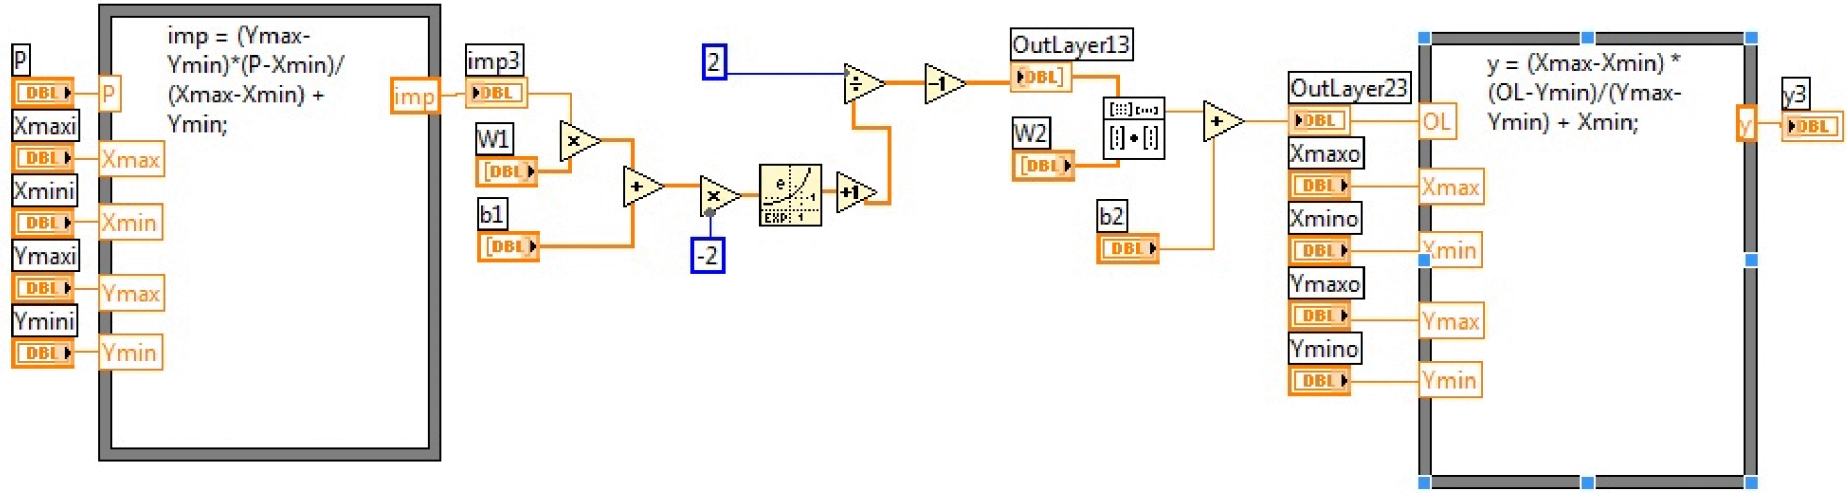 P
DBL
P
Xmaxi
DBL
Xmax
Xmini
DBL
Xmin
Ymaxi
DBL
Ymax
Ymini
DBL
Ymin
imp = (Ymax-
Ymin)*(P-Xmin)/
(Xmax-Xmin) +
Ymin;
imp
imp3
DBL
W1
[DBL]
b1
[DBL]
×
+
×
-2
e
1
EXP 1
+1
2
÷
-1
OutLayer13
[DBL]
W2
[DBL]
+
b2
DBL
OutLayer23
DBL
OL
Xmaxo
DBL
Xmax
Xmino
DBL
Xmin
Ymaxo
DBL
Ymax
Ymino
DBL
Ymin
y = (Xmax-Xmin) *
(OL-Ymin)/(Ymax-
Ymin) + Xmin;
y
y3
DBL